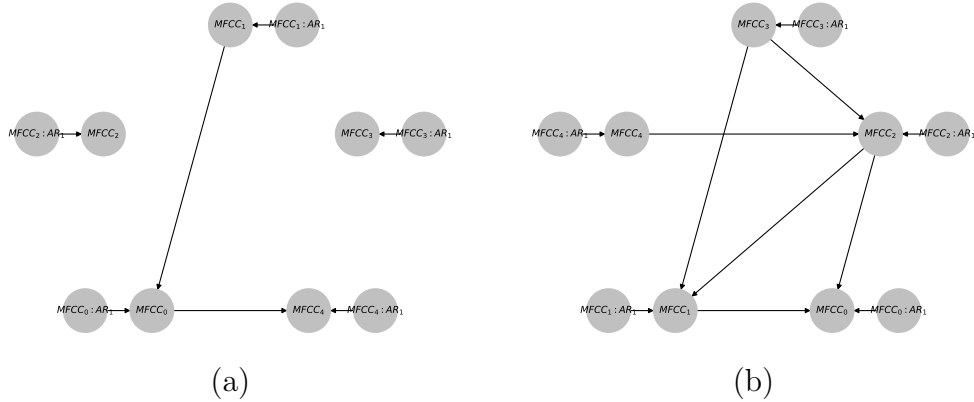 MFCC₁ MFCC₁ : AR₁ MFCC₃ MFCC₃ : AR₁
MFCC₂ : AR₁ MFCC₂ MFCC₃ MFCC₃ : AR₁ MFCC₄ : AR₁ MFCC₄ MFCC₂ MFCC₂ : AR₁
MFCC₀ : AR₁ MFCC₀ MFCC₄ MFCC₄ : AR₁ MFCC₁ : AR₁ MFCC₁ MFCC₀ MFCC₀ : AR₁
(a) (b)